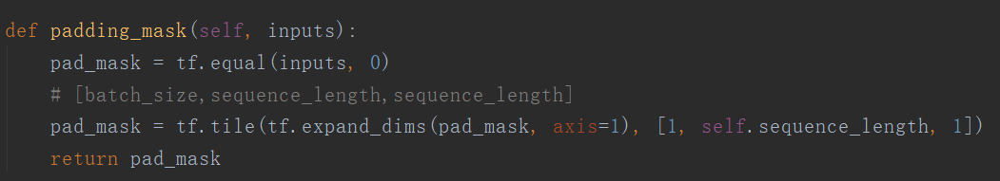 def padding_mask(self, inputs):
    pad_mask = tf.equal(inputs, 0)
    # [batch_size,sequence_length,sequence_length]
    pad_mask = tf.tile(tf.expand_dims(pad_mask, axis=1), [1, self.sequence_length, 1])
    return pad_mask